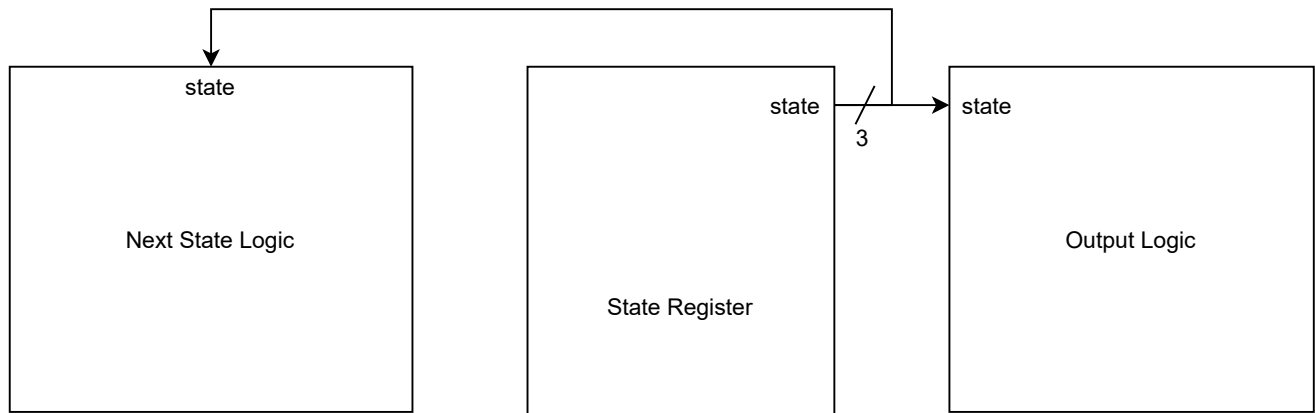 state
state
state
3
Next State Logic
Output Logic
State Register